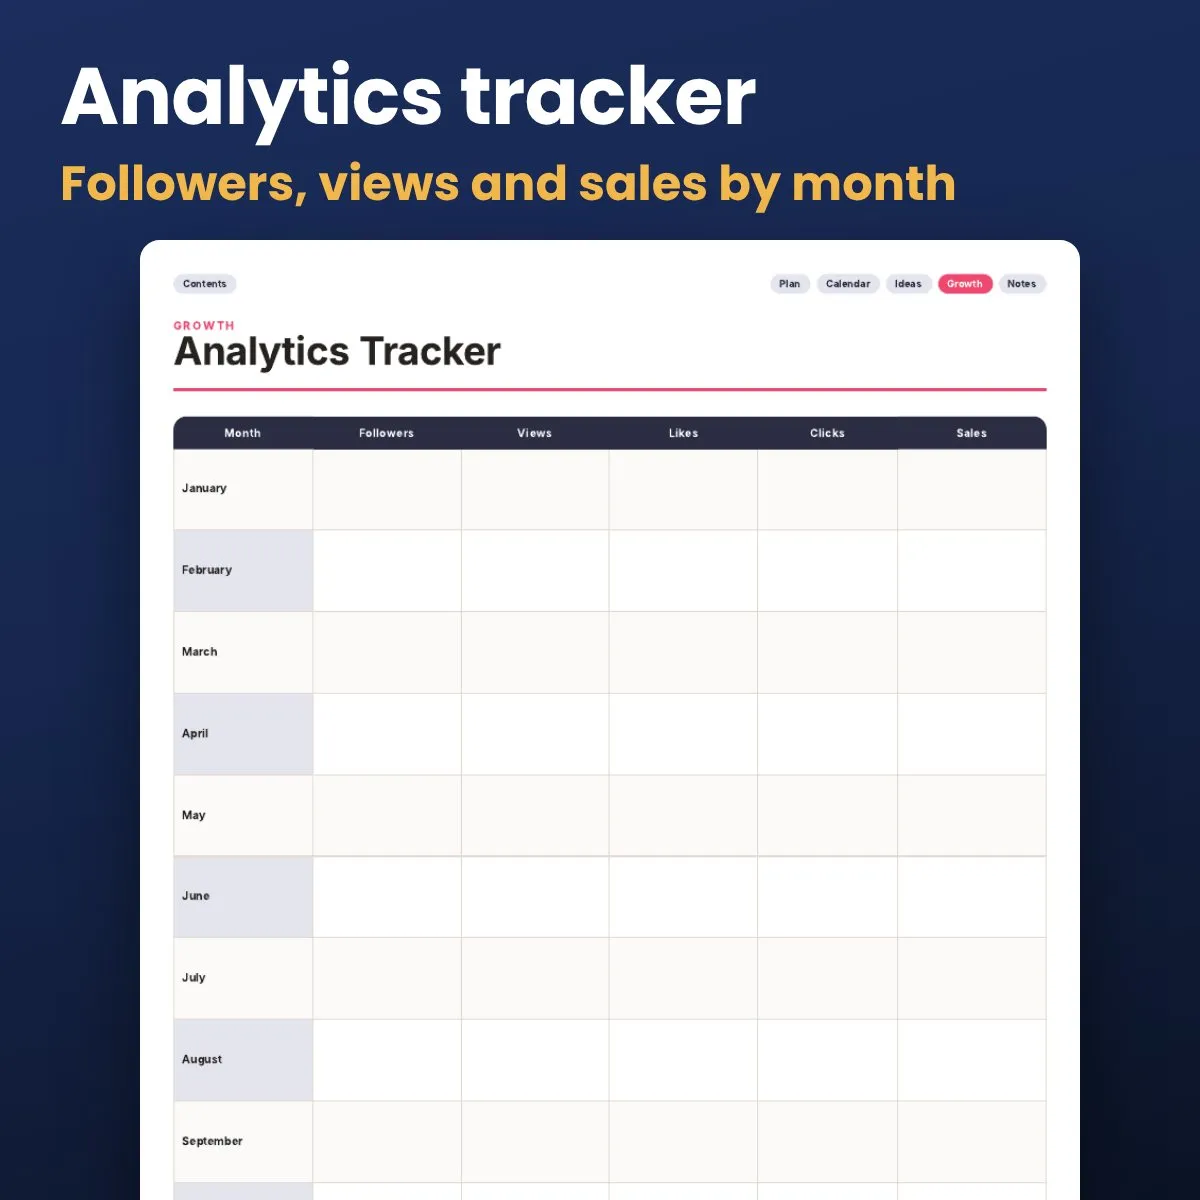 Analytics tracker
Followers, views and sales by month
Contents Plan Calendar Ideas Growth Notes
GROWTH
Analytics Tracker
Month Followers Views Likes Clicks Sales
January
February
March
April
May
June
July
August
September